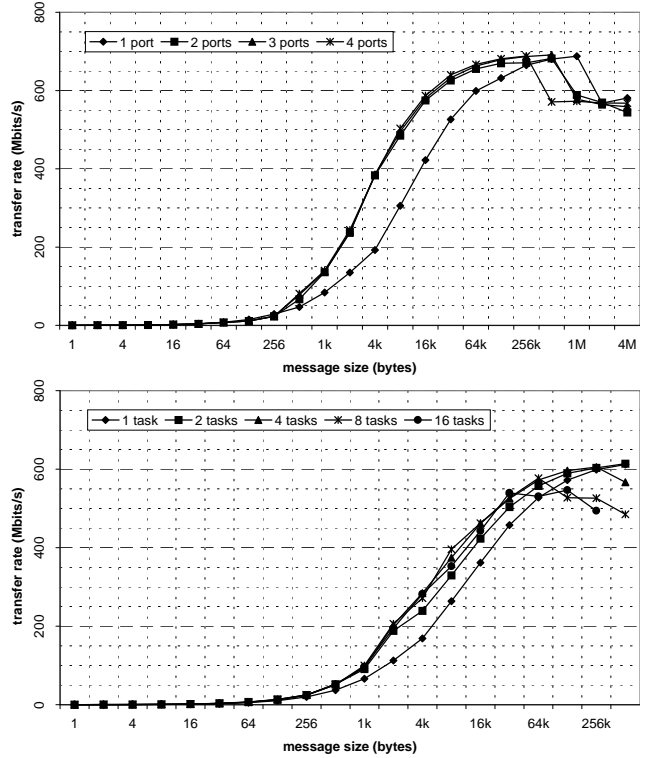 800
600
400
200
0
transfer rate (Mbits/s)
1 port 2 ports 3 ports 4 ports
1 4 16 64 256 1k 4k 16k 64k 256k 1M 4M
message size (bytes)
800
600
400
200
0
transfer rate (Mbits/s)
1 task 2 tasks 4 tasks 8 tasks 16 tasks
1 4 16 64 256 1k 4k 16k 64k 256k
message size (bytes)